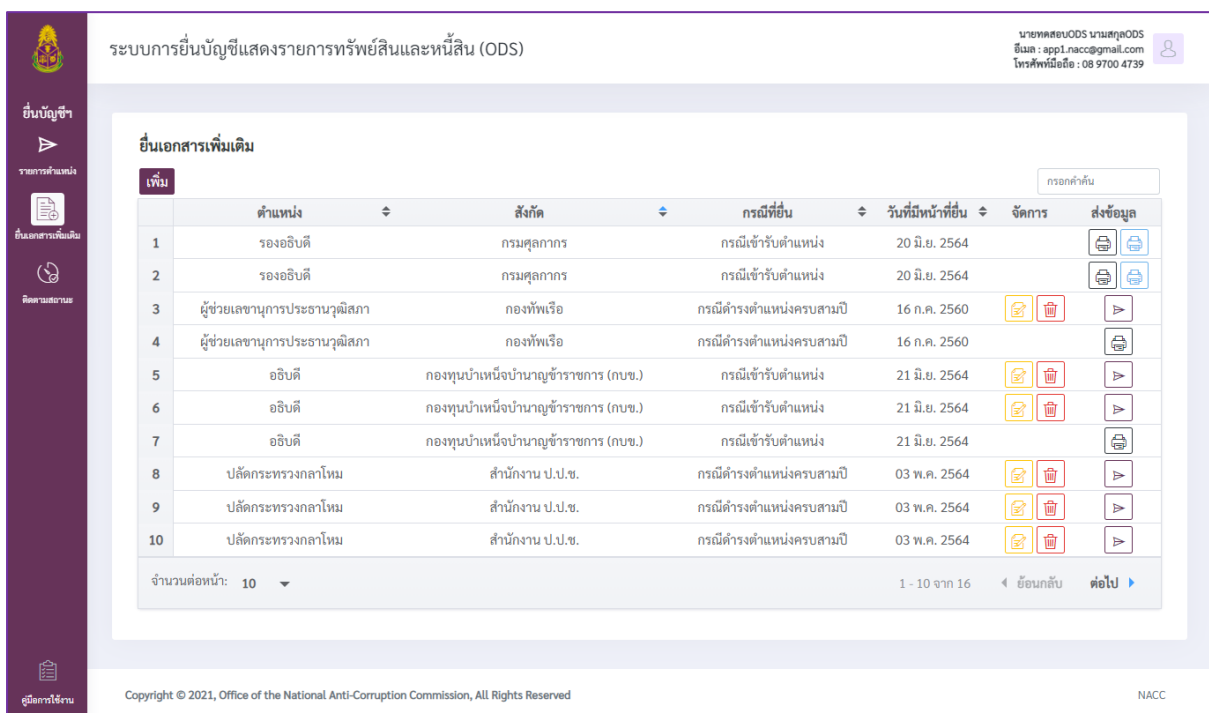 ระบบการยื่นบัญชีแสดงรายการทรัพย์สินและหนี้สิน (ODS)
นายทดสอบODS นามสกุลODS
อีเมล : app1.nacc@gmail.com
โทรศัพท์มือถือ : 08 9700 4739
ยื่นบัญชีฯ
รายการตำแหน่ง
ยื่นเอกสารเพิ่มเติม
ติดตามสถานะ
คู่มือการใช้งาน
ยื่นเอกสารเพิ่มเติม
เพิ่ม
กรอกคำค้น
ตำแหน่ง สังกัด กรณีที่ยื่น วันที่มีหน้าที่ยื่น จัดการ ส่งข้อมูล
1 รองอธิบดี กรมศุลกากร กรณีเข้ารับตำแหน่ง 20 มิ.ย. 2564
2 รองอธิบดี กรมศุลกากร กรณีเข้ารับตำแหน่ง 20 มิ.ย. 2564
3 ผู้ช่วยเลขานุการประธานวุฒิสภา กองทัพเรือ กรณีดำรงตำแหน่งครบสามปี 16 ก.ค. 2560
4 ผู้ช่วยเลขานุการประธานวุฒิสภา กองทัพเรือ กรณีดำรงตำแหน่งครบสามปี 16 ก.ค. 2560
5 อธิบดี กองทุนบำเหน็จบำนาญข้าราชการ (กบข.) กรณีเข้ารับตำแหน่ง 21 มิ.ย. 2564
6 อธิบดี กองทุนบำเหน็จบำนาญข้าราชการ (กบข.) กรณีเข้ารับตำแหน่ง 21 มิ.ย. 2564
7 อธิบดี กองทุนบำเหน็จบำนาญข้าราชการ (กบข.) กรณีเข้ารับตำแหน่ง 21 มิ.ย. 2564
8 ปลัดกระทรวงกลาโหม สำนักงาน ป.ป.ช. กรณีดำรงตำแหน่งครบสามปี 03 พ.ค. 2564
9 ปลัดกระทรวงกลาโหม สำนักงาน ป.ป.ช. กรณีดำรงตำแหน่งครบสามปี 03 พ.ค. 2564
10 ปลัดกระทรวงกลาโหม สำนักงาน ป.ป.ช. กรณีดำรงตำแหน่งครบสามปี 03 พ.ค. 2564
จำนวนต่อหน้า: 10 1 - 10 จาก 16 ย้อนกลับ ต่อไป
Copyright © 2021, Office of the National Anti-Corruption Commission, All Rights Reserved NACC